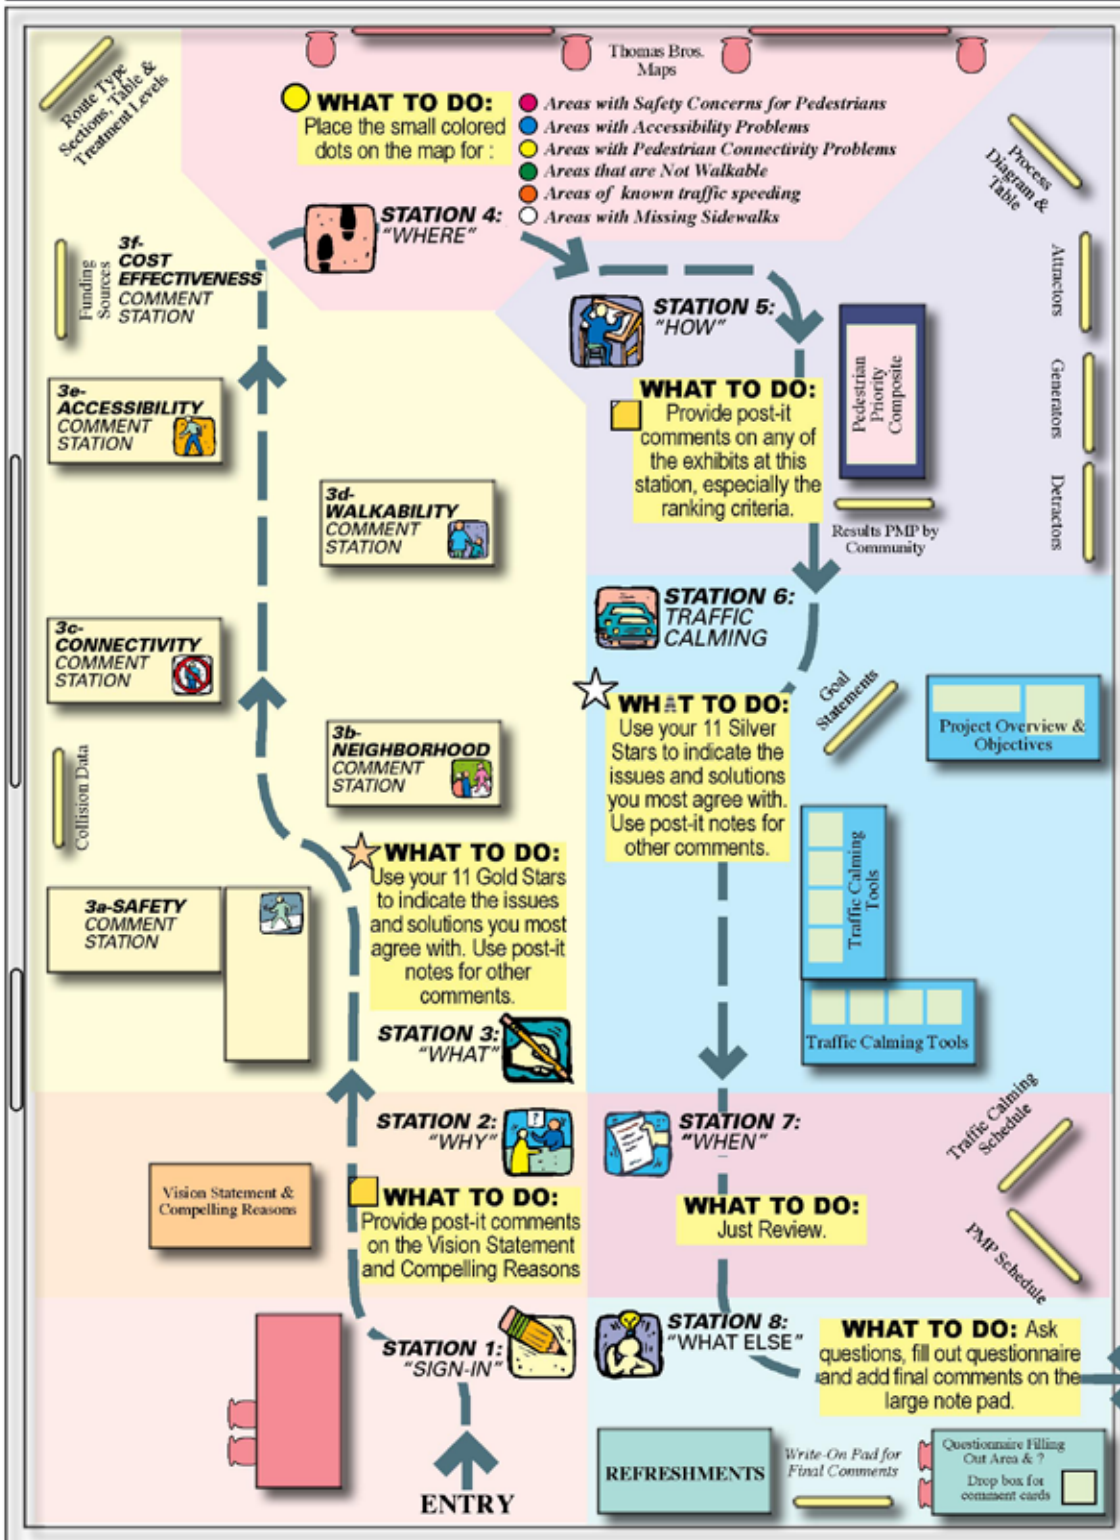 Thomas Bros.
Maps
Route Type
Sections, Table &
Treatment Levels
WHAT TO DO:
Place the small colored
dots on the map for :
Areas with Safety Concerns for Pedestrians
Areas with Accessibility Problems
Areas with Pedestrian Connectivity Problems
Areas that are Not Walkable
Areas of known traffic speeding
Areas with Missing Sidewalks
STATION 4:
"WHERE"
Process
Diagram &
Table
Attractors
Generators
Detractors
Funding
Sources
3f-
COST
EFFECTIVENESS
COMMENT
STATION
STATION 5:
"HOW"
WHAT TO DO:
Provide post-it
comments on any of
the exhibits at this
station, especially the
ranking criteria.
Pedestrian
Priority
Composite
Results PMP by
Community
3e-
ACCESSIBILITY
COMMENT
STATION
3d-
WALKABILITY
COMMENT
STATION
3c-
CONNECTIVITY
COMMENT
STATION
3b-
NEIGHBORHOOD
COMMENT
STATION
Collision Data
3a-SAFETY
COMMENT
STATION
STATION 6:
TRAFFIC
CALMING
WHAT TO DO:
Use your 11 Silver
Stars to indicate the
issues and solutions
you most agree with.
Use post-it notes for
other comments.
Goal
Statements
Project Overview &
Objectives
Traffic Calming
Tools
Traffic Calming Tools
WHAT TO DO:
Use your 11 Gold Stars
to indicate the issues
and solutions you most
agree with. Use post-it
notes for other
comments.
STATION 3:
"WHAT"
STATION 2:
"WHY"
?
Vision Statement &
Compelling Reasons
WHAT TO DO:
Provide post-it comments
on the Vision Statement
and Compelling Reasons
STATION 7:
"WHEN"
WHAT TO DO:
Just Review.
Traffic Calming
Schedule
PMP Schedule
STATION 1:
"SIGN-IN"
ENTRY
STATION 8:
"WHAT ELSE"
WHAT TO DO: Ask
questions, fill out questionnaire
and add final comments on the
large note pad.
REFRESHMENTS
Write-On Pad for
Final Comments
Questionnaire Filling
Out Area & ?
Drop box for
comment cards